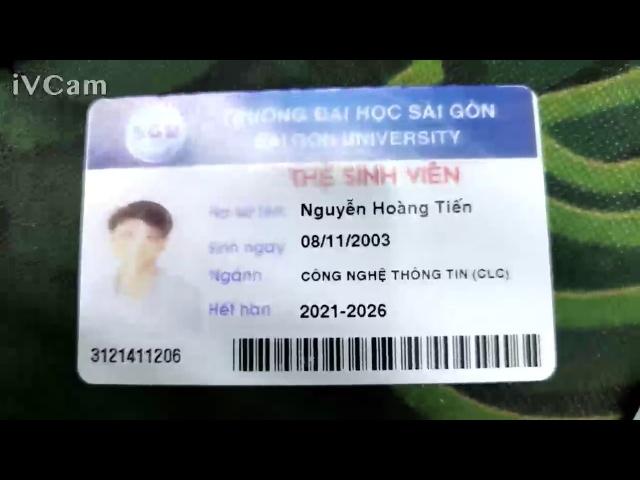 iVCam
TRƯỜNG ĐẠI HỌC SÀI GÒN
SAI GON UNIVERSITY
SGU
THẺ SINH VIÊN
Họ và tên Nguyễn Hoàng Tiến
Sinh ngày 08/11/2003
Ngành CÔNG NGHỆ THÔNG TIN (CLC)
Hết hạn 2021-2026
3121411206